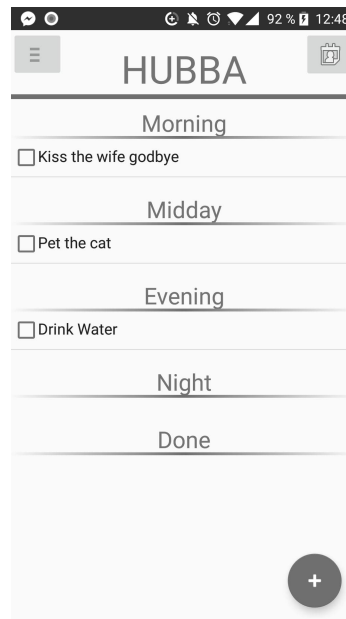 92 % 12:48
HUBBA
Morning
Kiss the wife godbye
Midday
Pet the cat
Evening
Drink Water
Night
Done
+